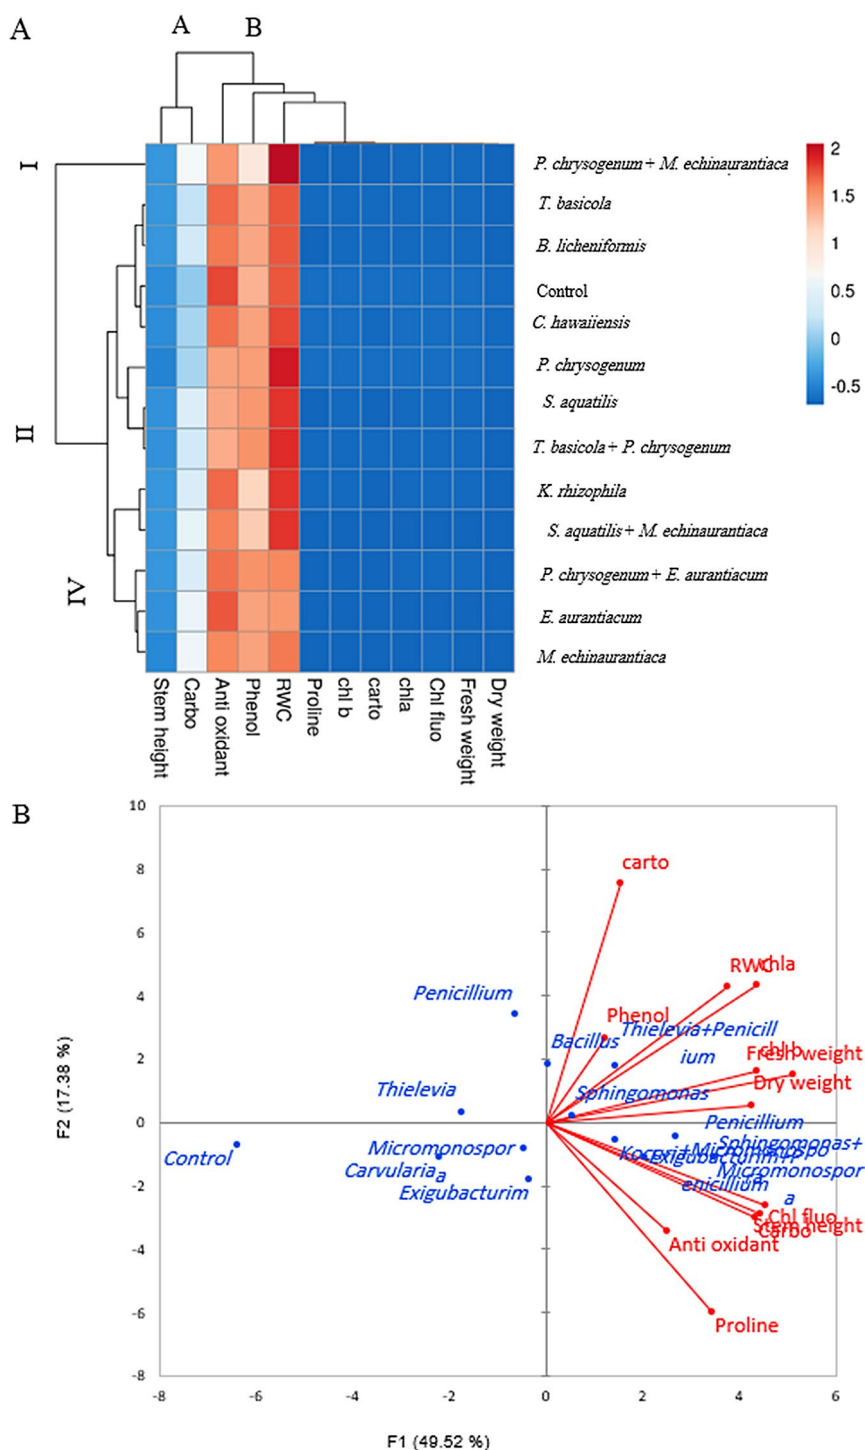 A
A
B
I
II
IV
P. chrysogenum + M. echinaurantiaca
T. basicola
B. licheniformis
Control
C. hawaiiensis
P. chrysogenum
S. aquatilis
T. basicola + P. chrysogenum
K. rhizophila
S. aquatilis + M. echinaurantiaca
P. chrysogenum + E. aurantiacum
E. aurantiacum
M. echinaurantiaca
2
1.5
1
0.5
0
-0.5
Stem height
Carbo
Anti oxidant
Phenol
RWC
Proline
chl b
carto
chla
Chl fluo
Fresh weight
Dry weight
B
10
8
6
4
2
0
-2
-4
-6
-8
F2 (17.38 %)
carto
RWC
chla
Penicillium
Phenol
Thielevia+Penicill
ium
Bacillus
chl b
Fresh weight
Dry weight
Thielevia
Sphingomonas
Penicillium
Control
Micromonospor
a
Carvularia
Exigubacturim
Sphingomonas+
Micromonospor
a
enicillium
Chl fluo
Stem height
Carbo
Anti oxidant
Proline
-8
-6
-4
-2
0
2
4
6
F1 (49.52 %)